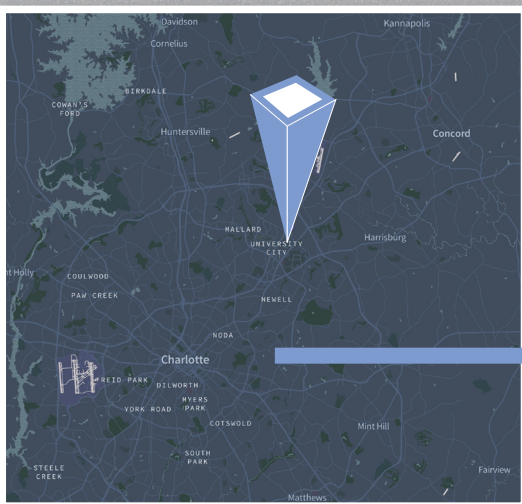 Davidson
Kannapolis
Cornelius
BIRKDALE
COWAN'S
FORD
Huntersville
Concord
MALLARD
UNIVERSITY
CITY
Harrisburg
nt Holly
COULWOOD
PAW CREEK
NEWELL
NODA
Charlotte
REID PARK
DILWORTH
MYERS
PARK
YORK ROAD
COTSWOLD
Mint Hill
SOUTH
PARK
STEELE
CREEK
Fairview
Matthews